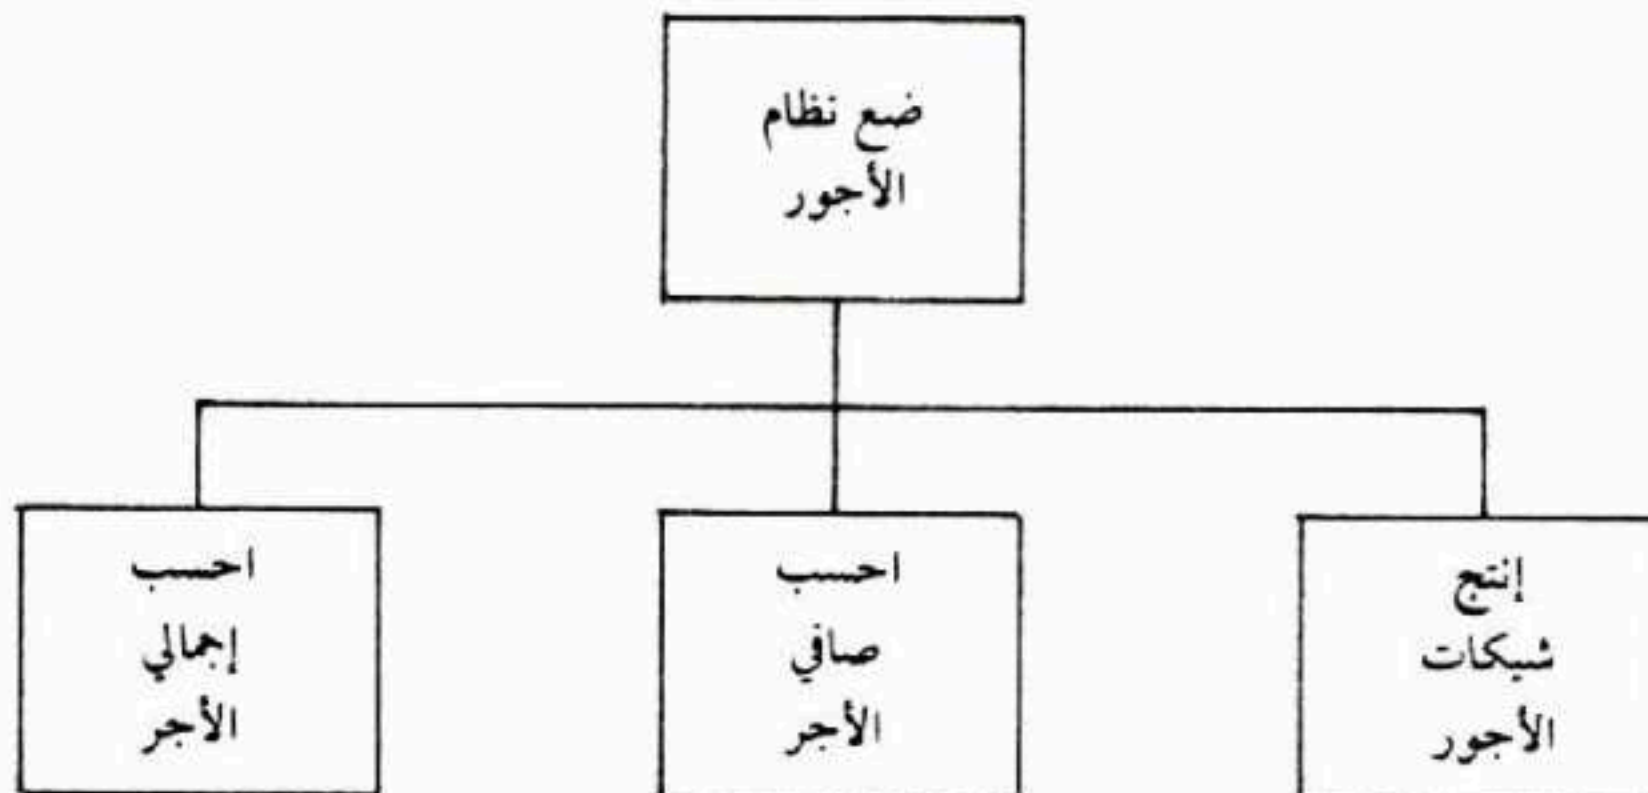 ضع نظام
الأجور
احسب
إجمالي
الأجر
احسب
صافي
الأجر
إنتج
شيكات
الأجور